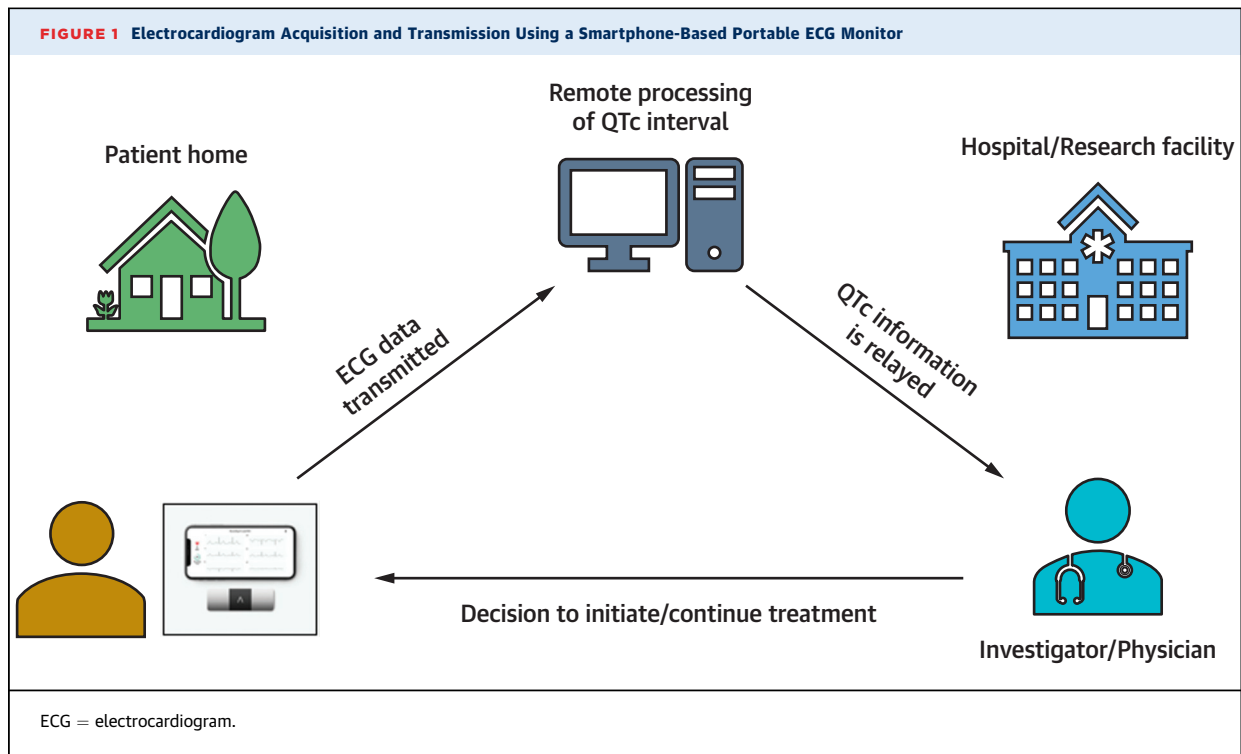 FIGURE 1 Electrocardiogram Acquisition and Transmission Using a Smartphone-Based Portable ECG Monitor
Remote processing
of QTc interval
Patient home
Hospital/Research facility
ECG data
transmitted
QTc information
is relayed
Decision to initiate/continue treatment
Investigator/Physician
ECG = electrocardiogram.